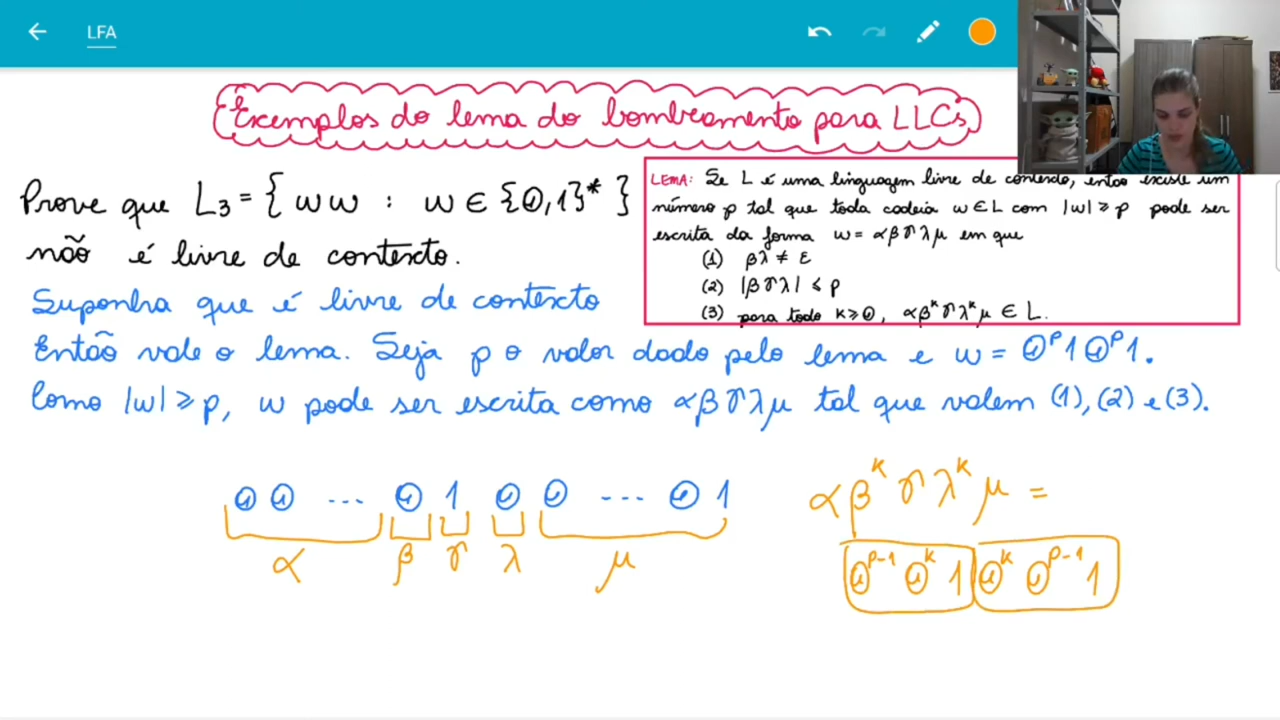 LFA
Exemplos do lema do bombeamento para LLCs
Prove que L₃ = { ww : w ∈ {0,1}* }
não é livre de contexto.
LEMA: Se L é uma linguagem livre de contexto, então existe um
número p tal que toda cadeia w ∈ L com |w| ≥ p pode ser
escrita da forma w = αβγλμ em que
(1) βλ ≠ ε
(2) |βγλ| ≤ p
(3) para todo k ≥ 0, αβᵏγλᵏμ ∈ L.
Suponha que é livre de contexto
Então vale o lema. Seja p o valor dado pelo lema e w = 0ᵖ10ᵖ1.
Como |w| ≥ p, w pode ser escrita como αβγλμ tal que valem (1), (2) e (3).
0 0 ... 0 1 0 0 ... 0 1
α β γ λ μ
αβᵏγλᵏμ =
0ᵖ⁻¹ 0ᵏ 1 0ᵏ 0ᵖ⁻¹ 1